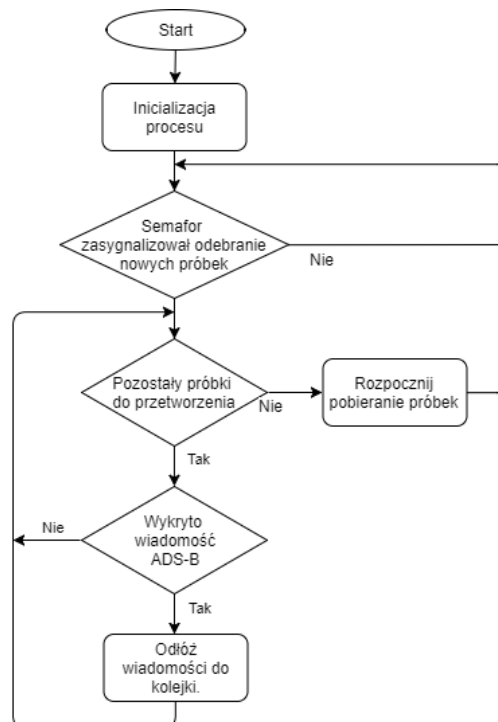 Start
Inicializacja
procesu
Semafor
zasygnalizował odebranie
nowych próbek
Nie
Pozostały próbki
do przetworzenia
Nie
Rozpocznij
pobieranie próbek
Tak
Wykryto
wiadomość
ADS-B
Nie
Tak
Odłóż
wiadomości do
kolejki.